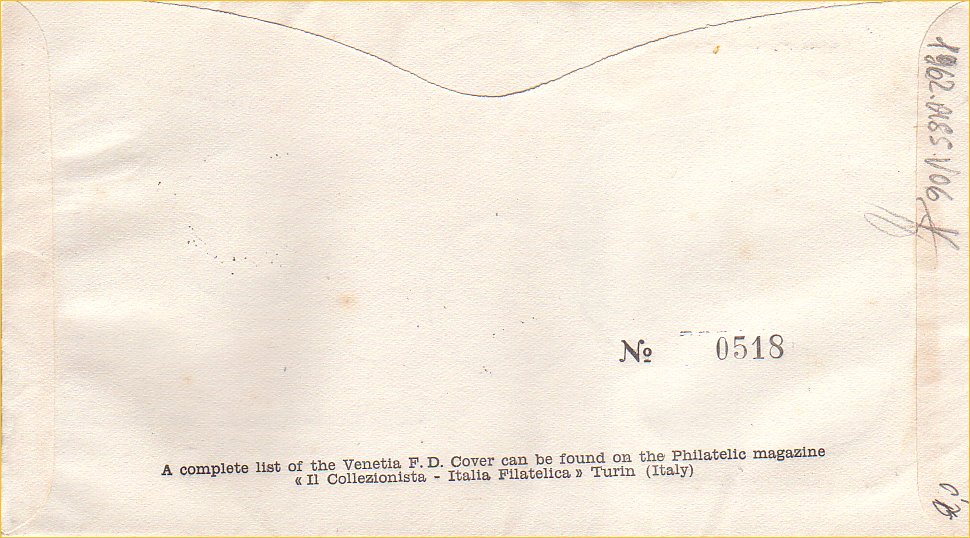 No 0518
A complete list of the Venetia F. D. Cover can be found on the Philatelic magazine
« Il Collezionista - Italia Filatelica » Turin (Italy)